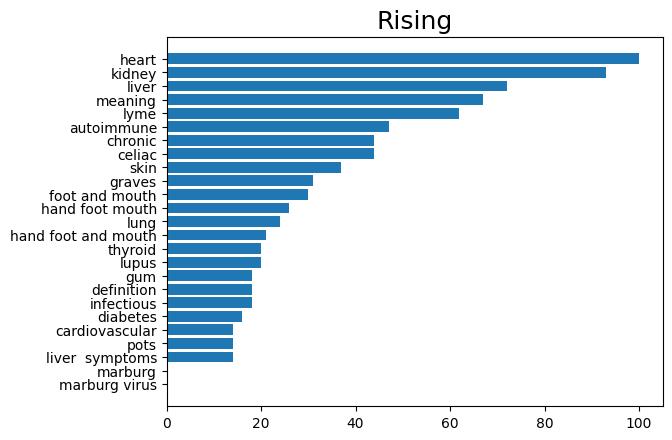 Rising
heart
kidney
liver
meaning
lyme
autoimmune
chronic
celiac
skin
graves
foot and mouth
hand foot mouth
lung
hand foot and mouth
thyroid
lupus
gum
definition
infectious
diabetes
cardiovascular
pots
liver  symptoms
marburg
marburg virus
0 20 40 60 80 100